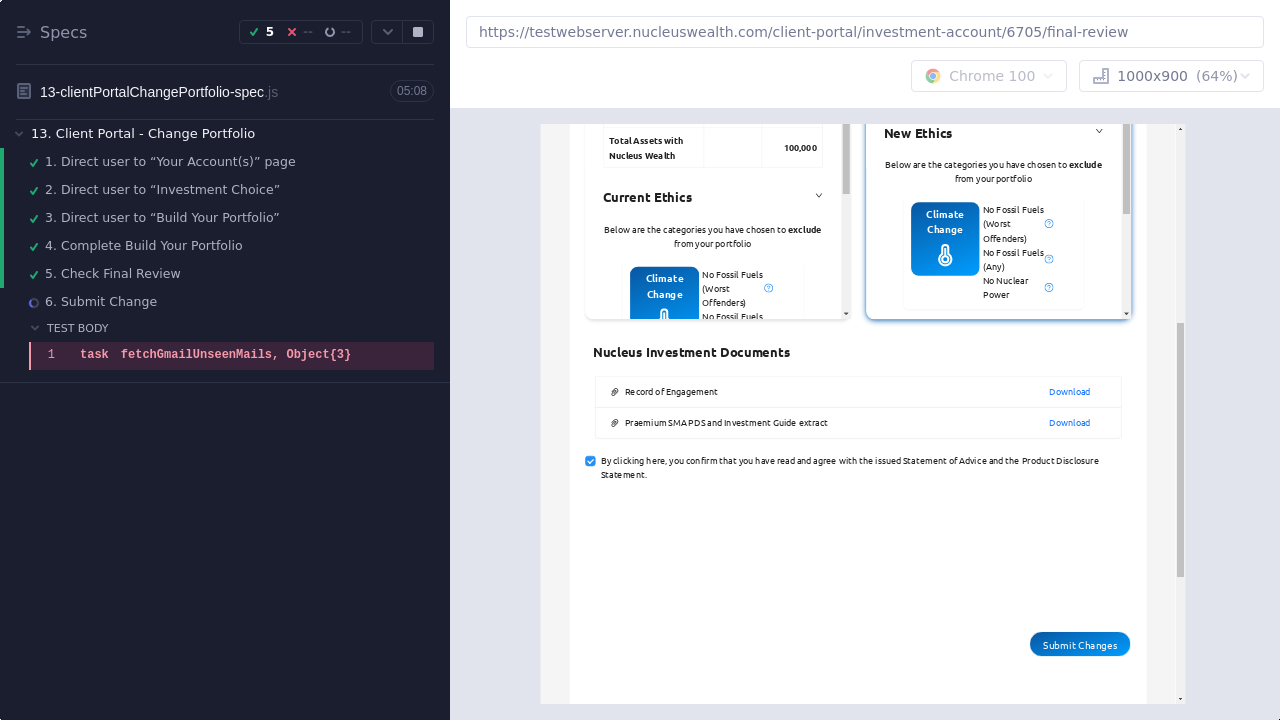 Specs
5
--
--
13-clientPortalChangePortfolio-spec.js
05:08
13. Client Portal - Change Portfolio
1. Direct user to “Your Account(s)” page
2. Direct user to “Investment Choice”
3. Direct user to “Build Your Portfolio”
4. Complete Build Your Portfolio
5. Check Final Review
6. Submit Change
TEST BODY
1 task fetchGmailUnseenMails, Object{3}
https://testwebserver.nucleuswealth.com/client-portal/investment-account/6705/final-review
Chrome 100
1000x900 (64%)
Total Assets with
Nucleus Wealth
100,000
Current Ethics
Below are the categories you have chosen to exclude
from your portfolio
Climate
Change
No Fossil Fuels
(Worst
Offenders)
No Fossil Fuels
New Ethics
Below are the categories you have chosen to exclude
from your portfolio
Climate
Change
No Fossil Fuels
(Worst
Offenders)
No Fossil Fuels
(Any)
No Nuclear
Power
Nucleus Investment Documents
Record of Engagement
Download
Praemium SMA PDS and Investment Guide extract
Download
By clicking here, you confirm that you have read and agree with the issued Statement of Advice and the Product Disclosure
Statement.
Submit Changes